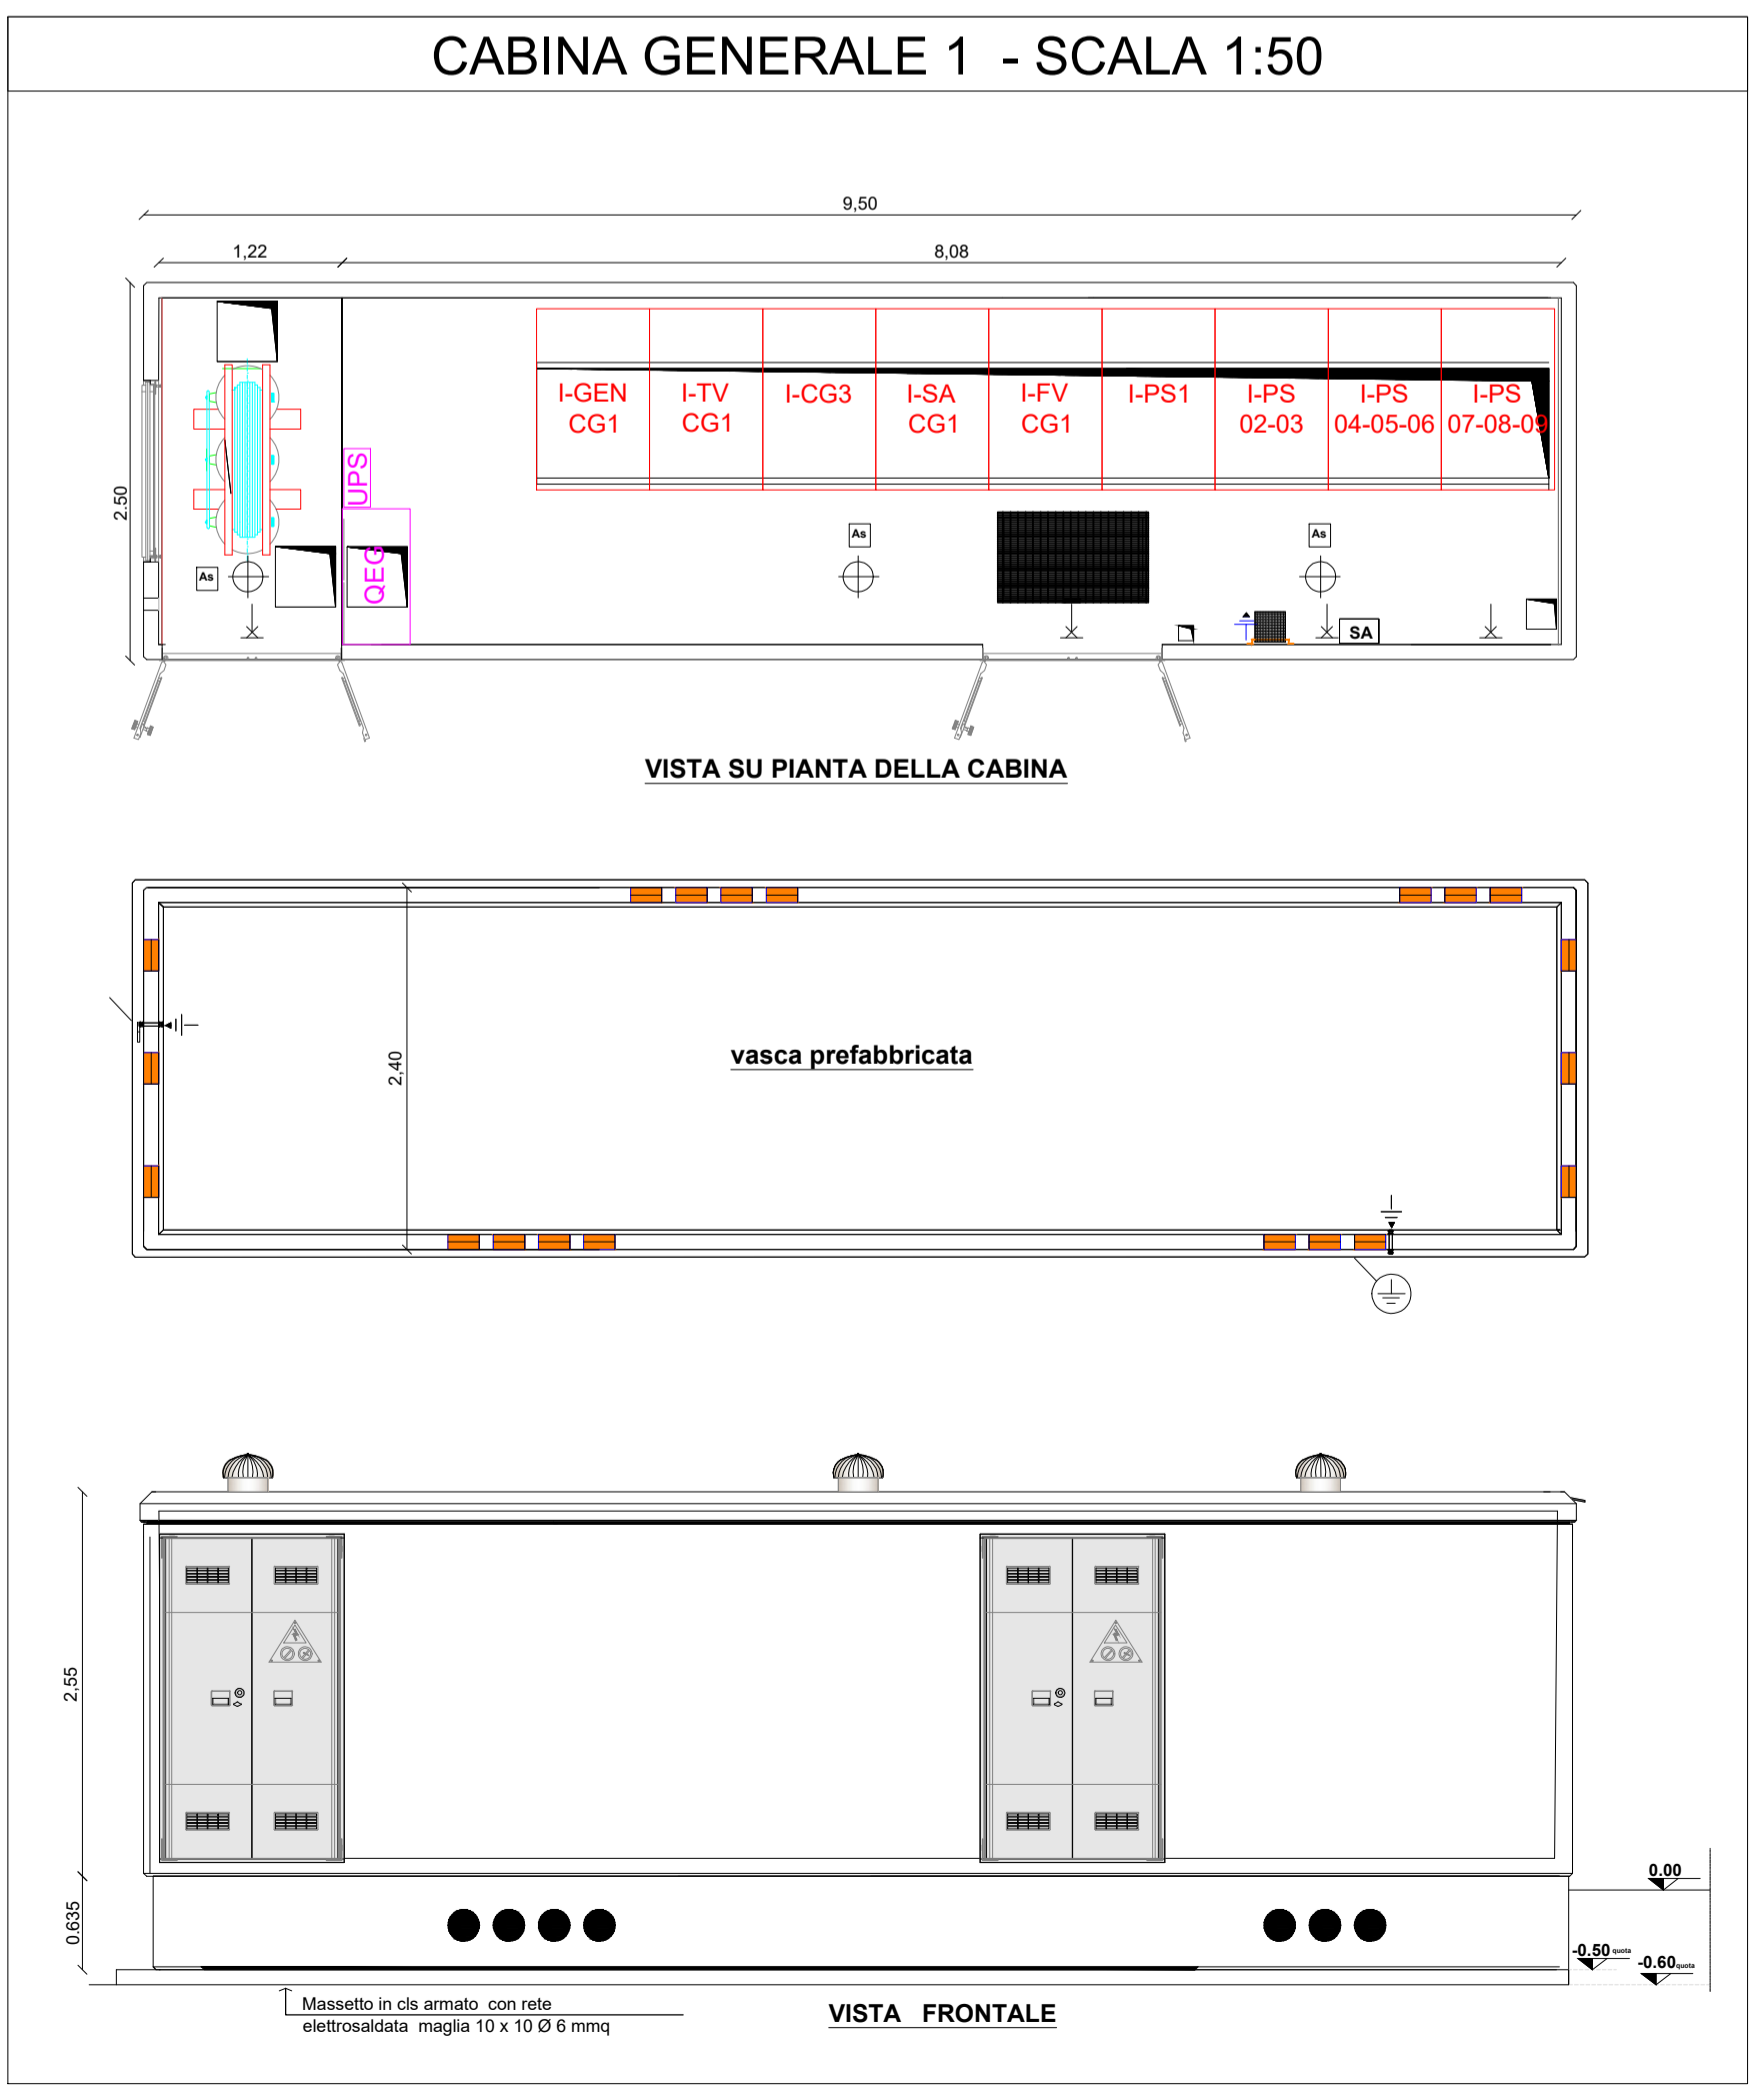 CABINA GENERALE 1 - SCALA 1:50
9,50
1,22
8,08
2.50
I-GEN
CG1
I-TV
CG1
I-CG3
I-SA
CG1
I-FV
CG1
I-PS1
I-PS
02-03
I-PS
04-05-06
I-PS
07-08-09
UPS
QEG
As
As
As
SA
VISTA SU PIANTA DELLA CABINA
2,40
vasca prefabbricata
2,55
0.635
0.00
-0.50 quota
-0.60 quota
Massetto in cls armato con rete
elettrosaldata maglia 10 x 10 Ø 6 mmq
VISTA FRONTALE